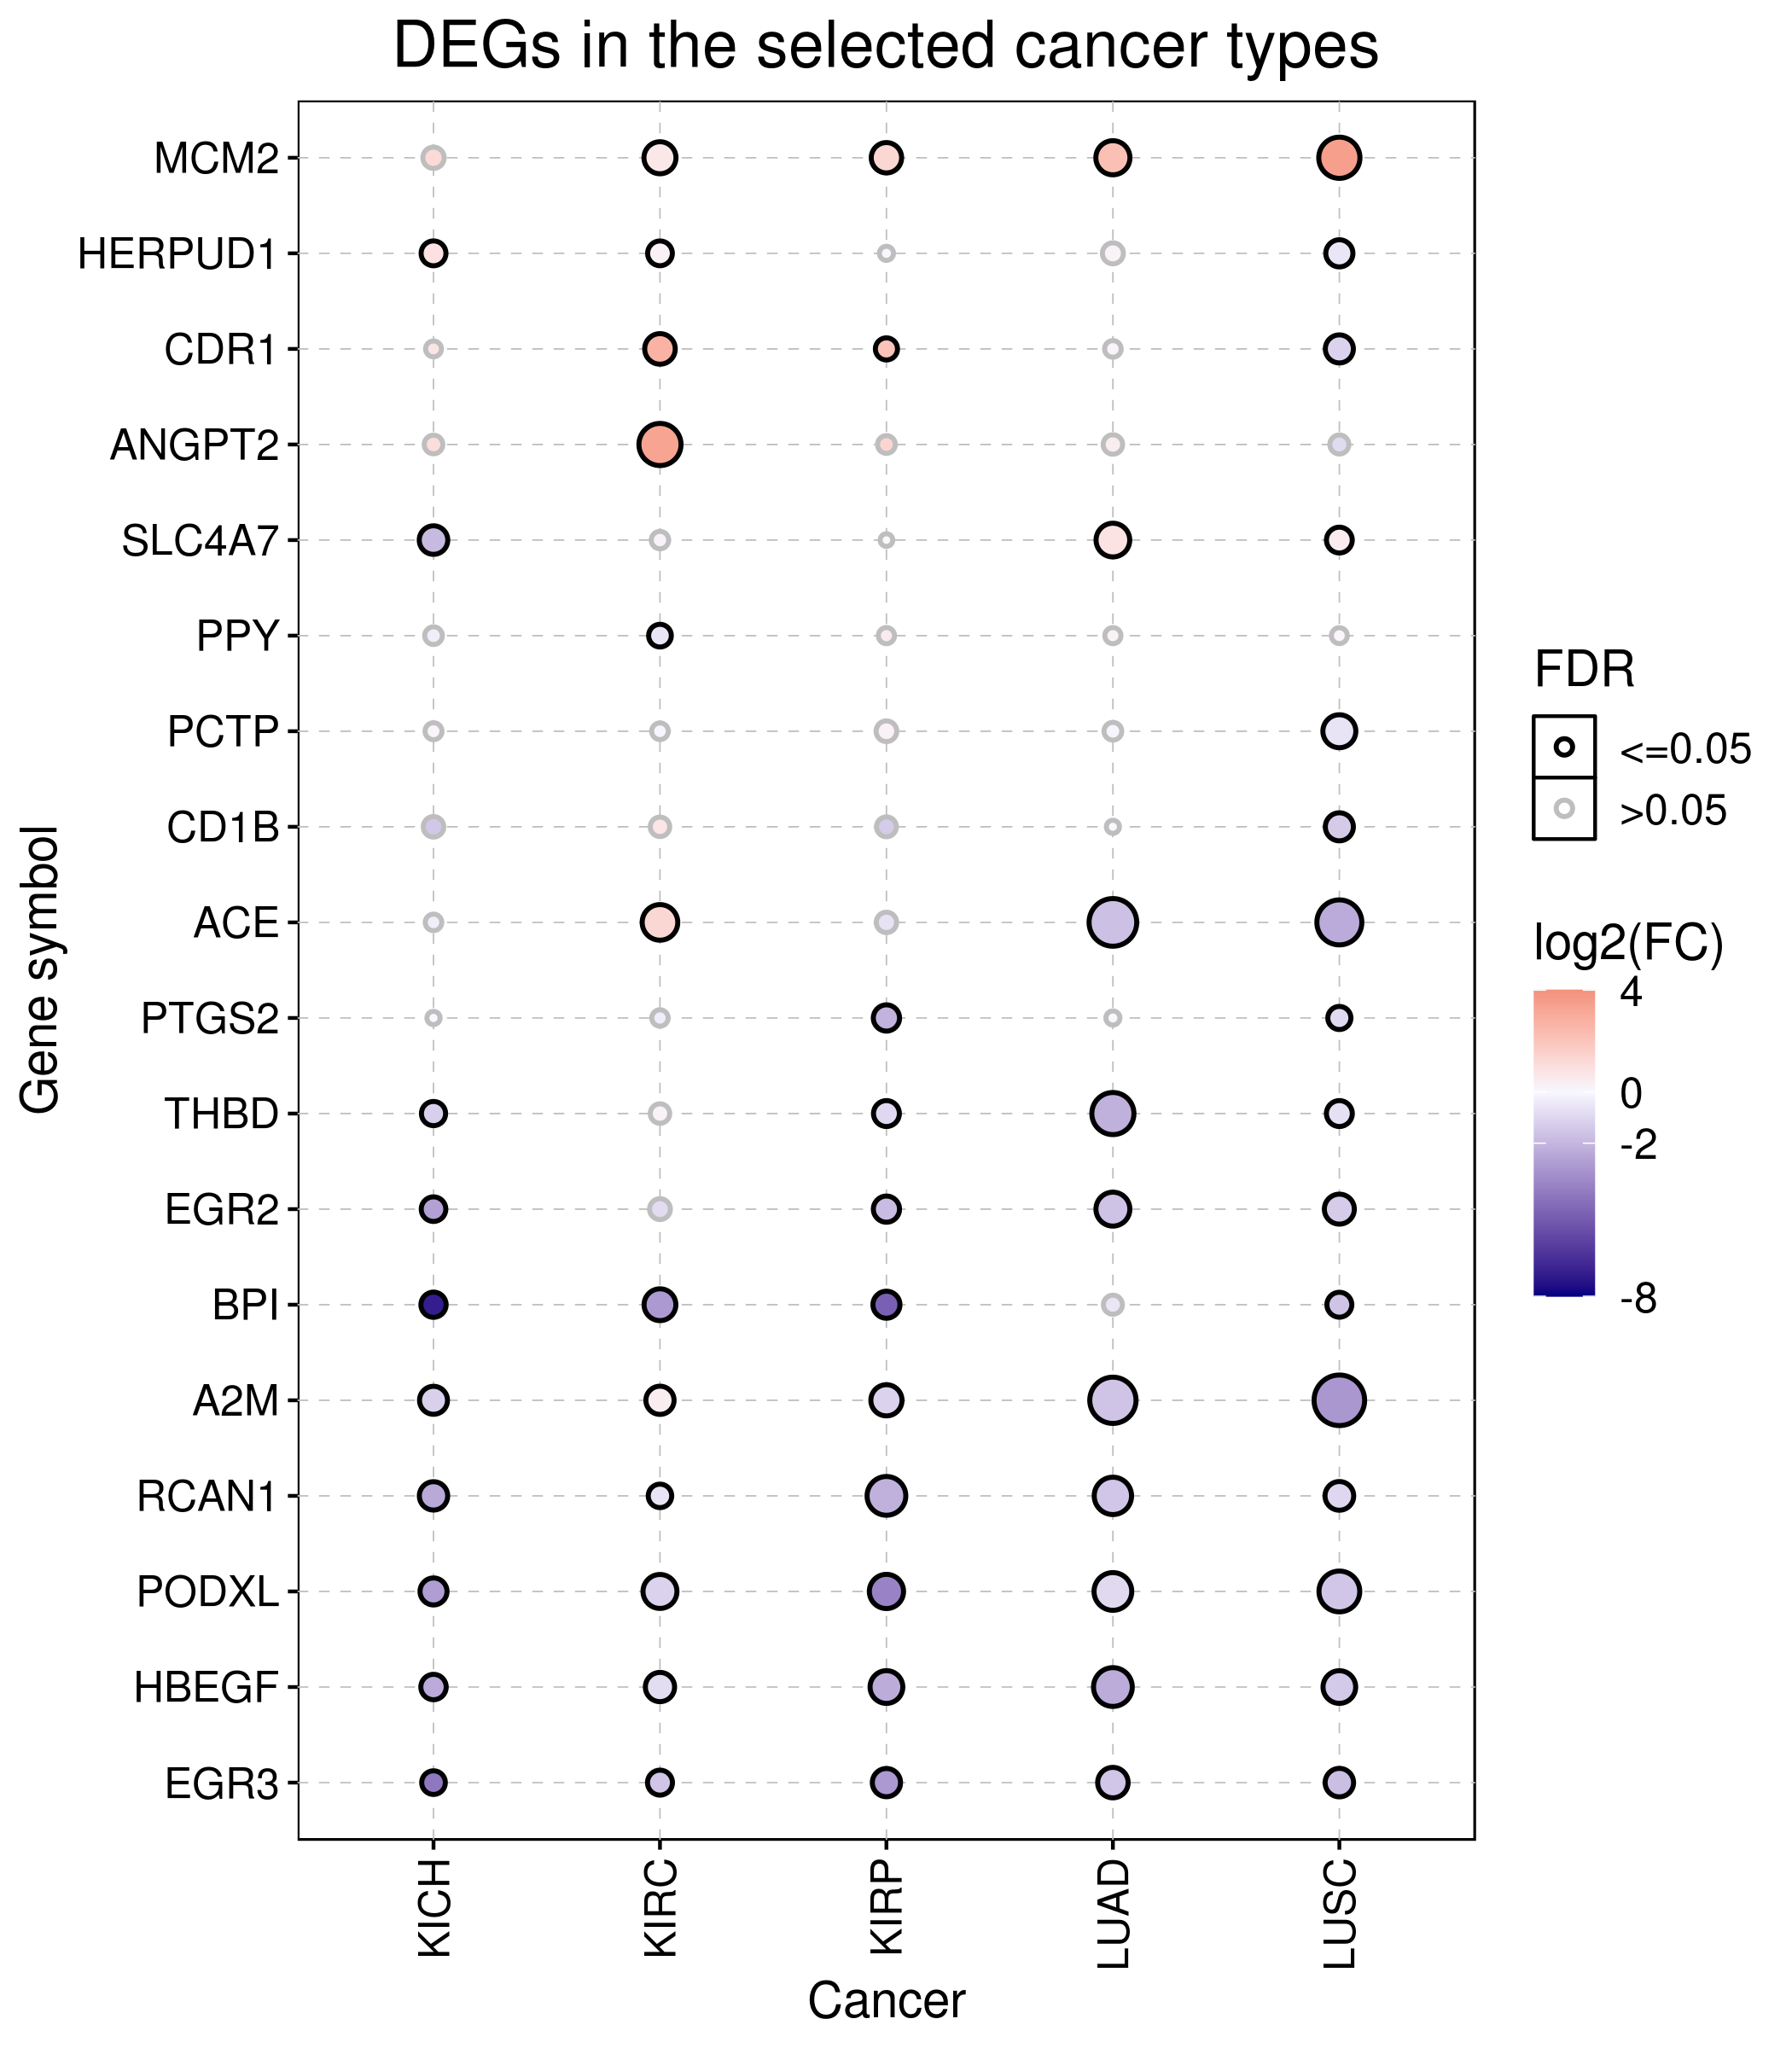 DEGs in the selected cancer types
Gene symbol
MCM2
HERPUD1
CDR1
ANGPT2
SLC4A7
PPY
PCTP
CD1B
ACE
PTGS2
THBD
EGR2
BPI
A2M
RCAN1
PODXL
HBEGF
EGR3
KICH
KIRC
KIRP
LUAD
LUSC
Cancer
FDR
<=0.05
>0.05
log2(FC)
4
0
-2
-8